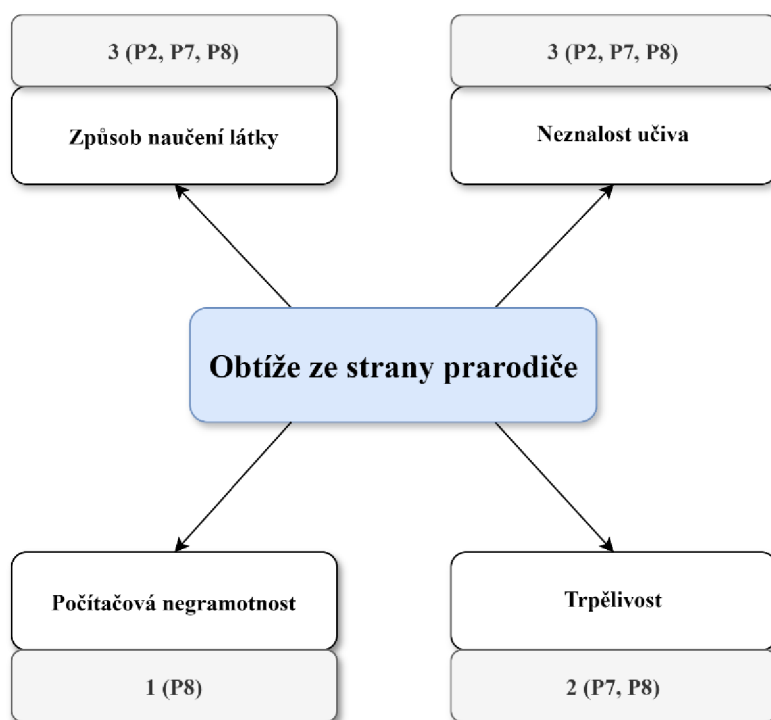 3 (P2, P7, P8)
Způsob naučení látky
3 (P2, P7, P8)
Neznalost učiva
Obtíže ze strany prarodiče
Počítačová negramotnost
1 (P8)
Trpělivost
2 (P7, P8)